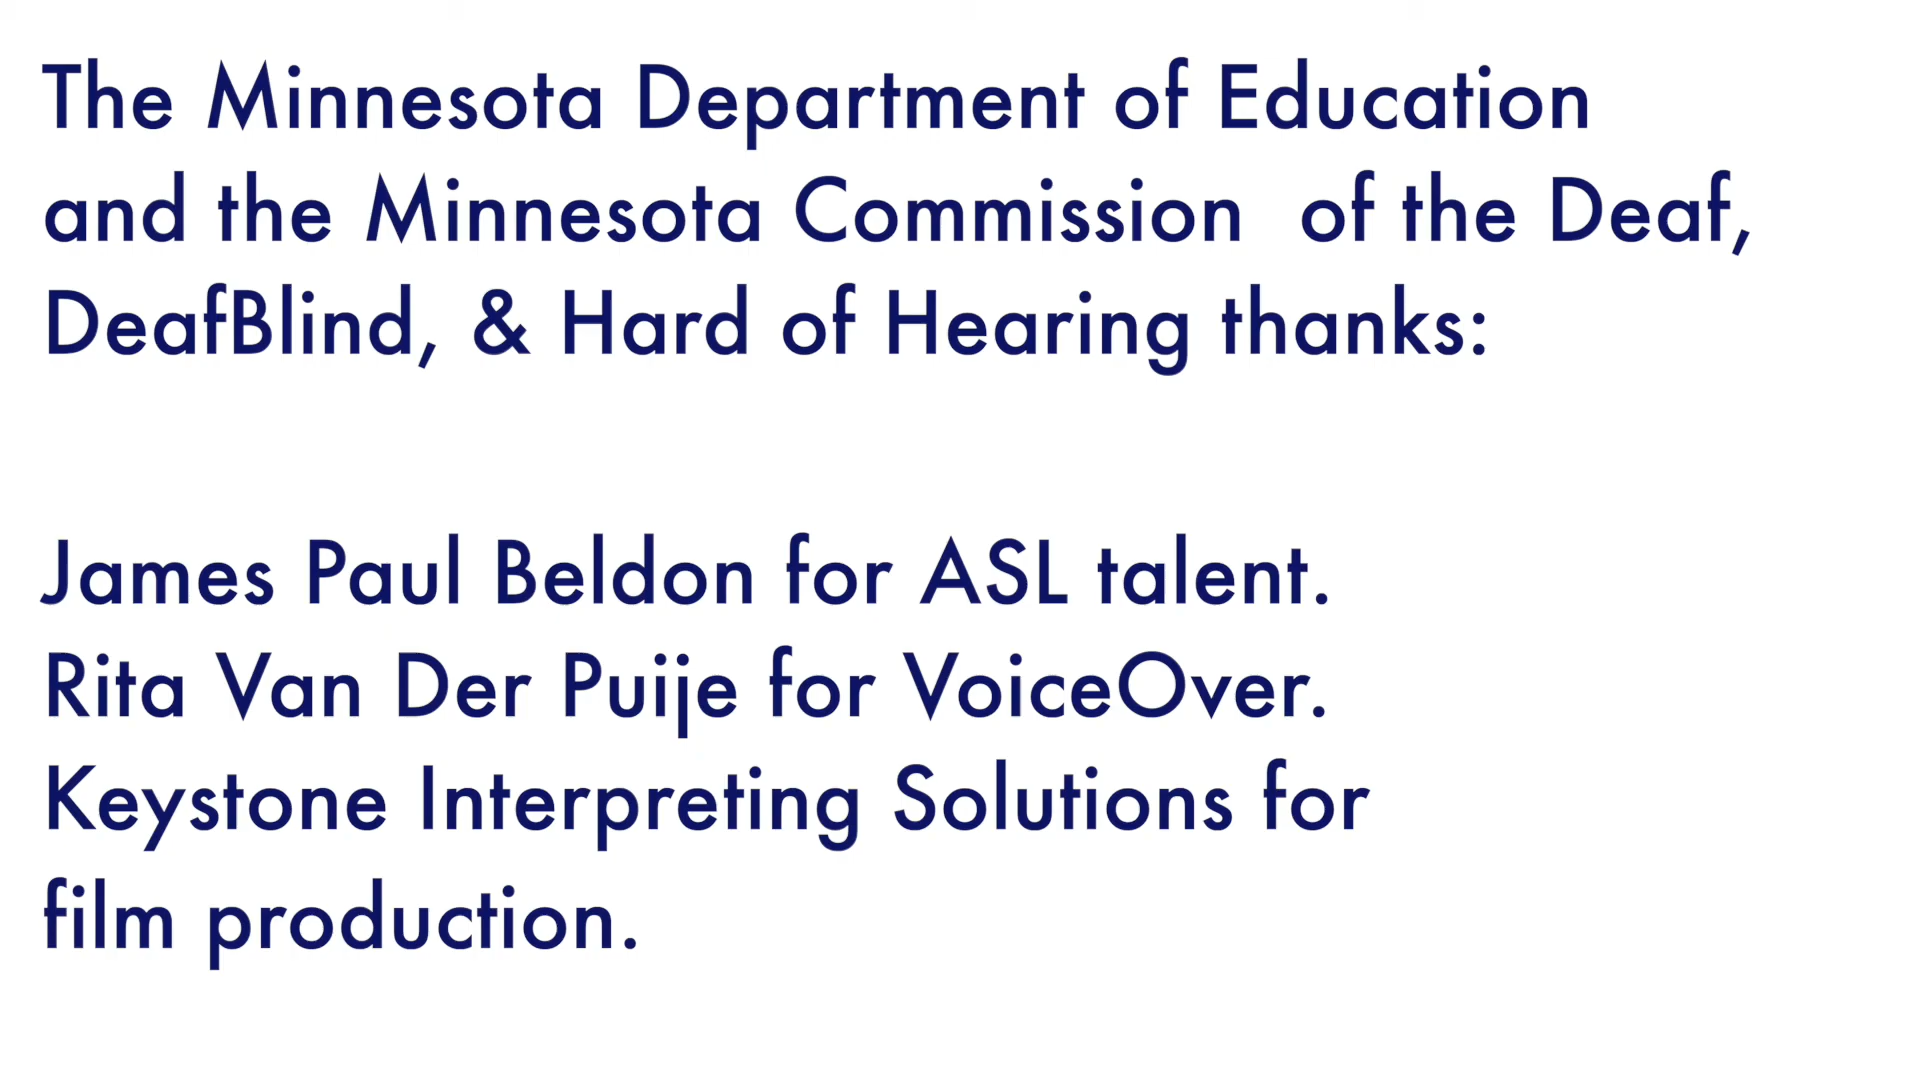 The Minnesota Department of Education
and the Minnesota Commission  of the Deaf,
DeafBlind, & Hard of Hearing thanks:
James Paul Beldon for ASL talent.
Rita Van Der Puije for VoiceOver.
Keystone Interpreting Solutions for
film production.